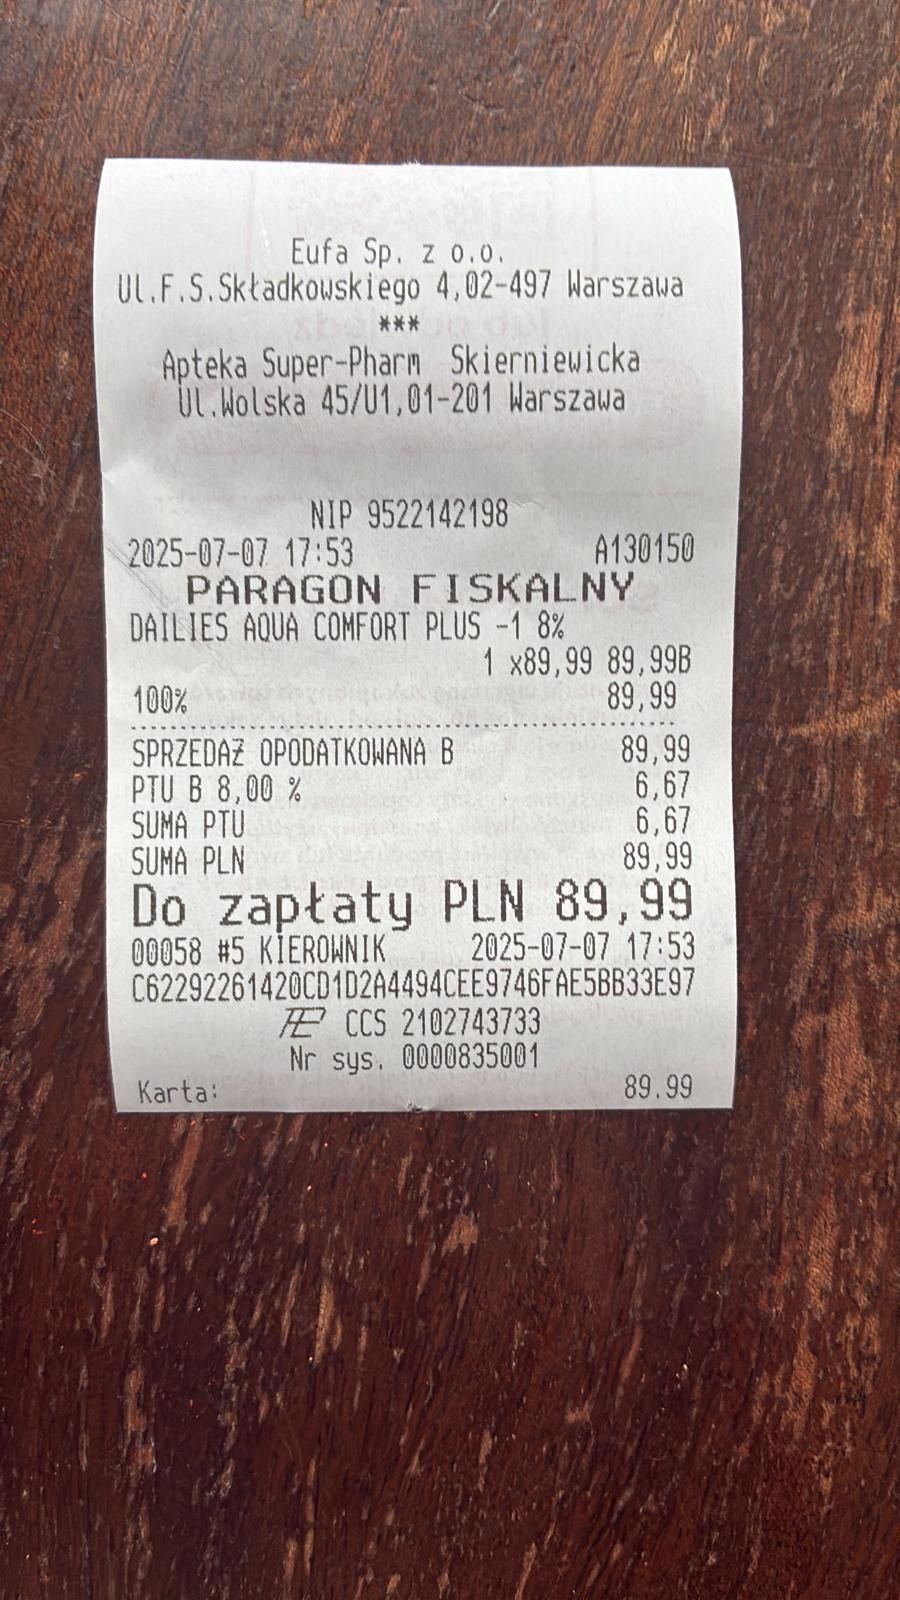 Eufa Sp. z o.o.
Ul.F.S.Składkowskiego 4,02-497 Warszawa
***
Apteka Super-Pharm Skierniewicka
Ul.Wolska 45/U1,01-201 Warszawa
NIP 9522142198
2025-07-07 17:53 A130150
PARAGON FISKALNY
DAILIES AQUA COMFORT PLUS -1 8%
1 x89,99 89,99B
100% 89,99
SPRZEDAŻ OPODATKOWANA B 89,99
PTU B 8,00 % 6,67
SUMA PTU 6,67
SUMA PLN 89,99
Do zapłaty PLN 89,99
00058 #5 KIEROWNIK 2025-07-07 17:53
C62292261420CD1D2A4494CEE9746FAE5BB33E97
CCS 2102743733
Nr sys. 0000835001
Karta: 89.99